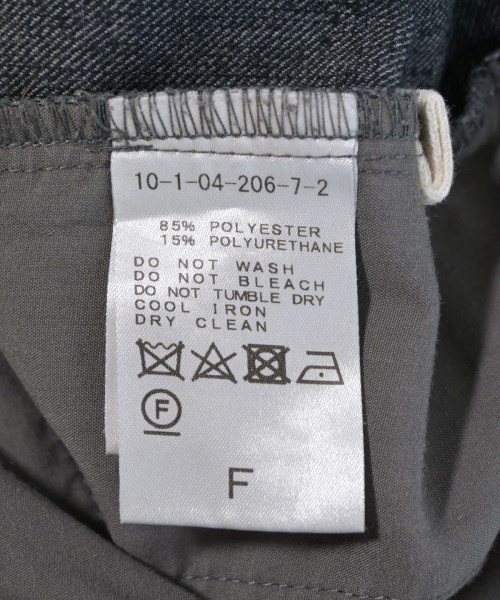 10-1-04-206-7-2
85% POLYESTER
15% POLYURETHANE
DO NOT WASH
DO NOT BLEACH
DO NOT TUMBLE DRY
COOL IRON
DRY CLEAN
F
F